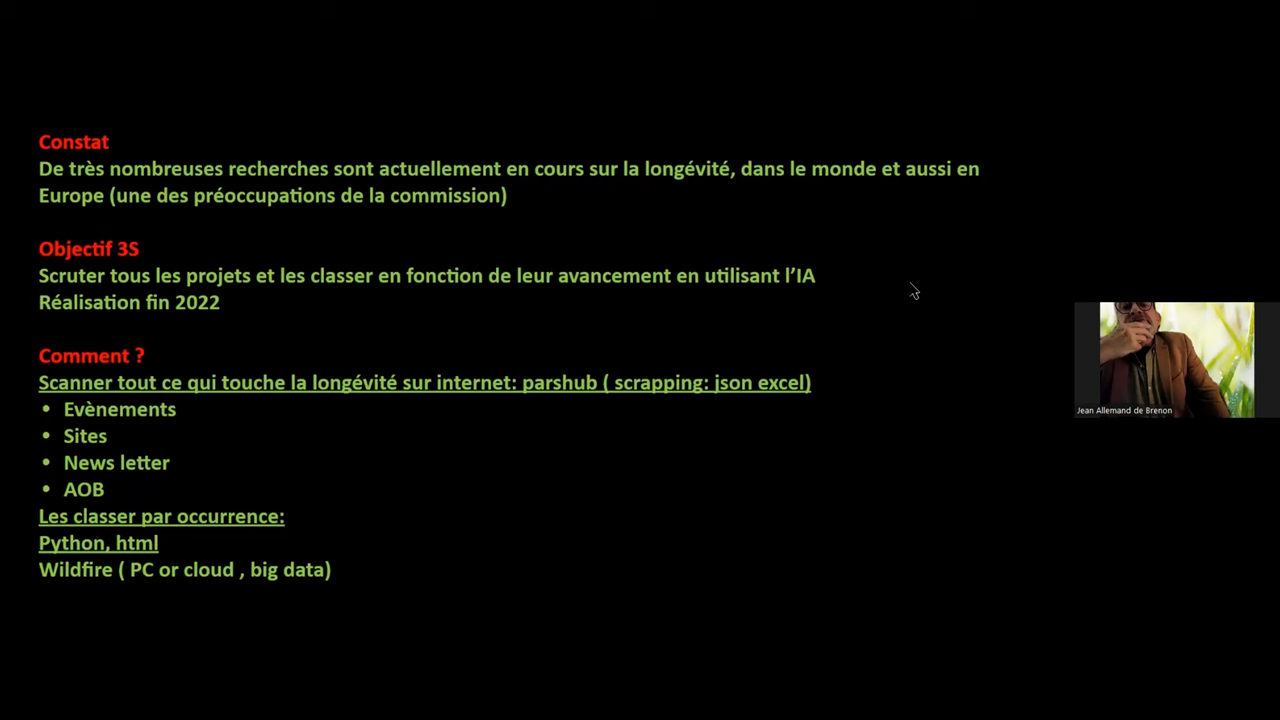 Constat
De très nombreuses recherches sont actuellement en cours sur la longévité, dans le monde et aussi en
Europe (une des préoccupations de la commission)
Objectif 3S
Scruter tous les projets et les classer en fonction de leur avancement en utilisant l’IA
Réalisation fin 2022
Comment ?
Scanner tout ce qui touche la longévité sur internet: parshub ( scrapping: json excel)
• Evènements
• Sites
• News letter
• AOB
Les classer par occurrence:
Python, html
Wildfire ( PC or cloud , big data)
Jean Allemand de Brenon